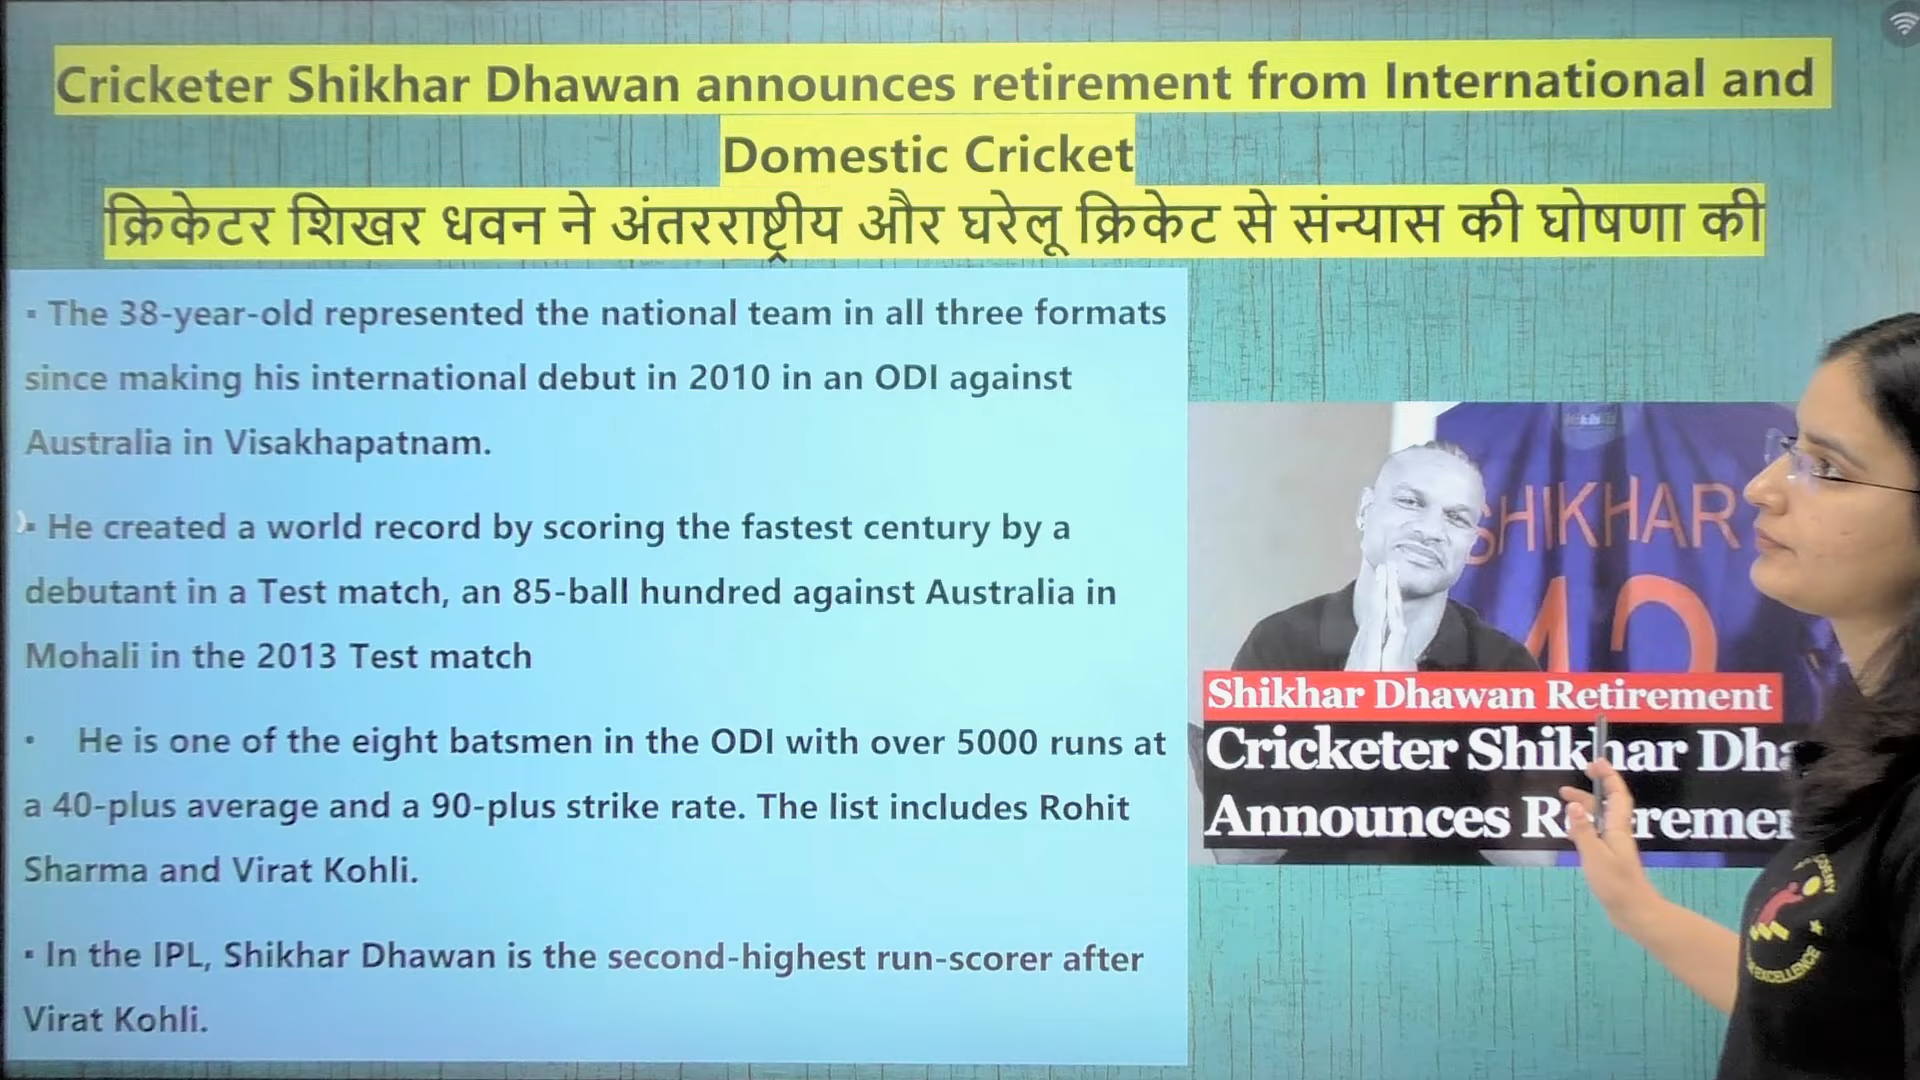 Cricketer Shikhar Dhawan announces retirement from International and
Domestic Cricket
क्रिकेटर शिखर धवन ने अंतरराष्ट्रीय और घरेलू क्रिकेट से संन्यास की घोषणा की
▪ The 38-year-old represented the national team in all three formats
since making his international debut in 2010 in an ODI against
Australia in Visakhapatnam.
▪ He created a world record by scoring the fastest century by a
debutant in a Test match, an 85-ball hundred against Australia in
Mohali in the 2013 Test match
• He is one of the eight batsmen in the ODI with over 5000 runs at
a 40-plus average and a 90-plus strike rate. The list includes Rohit
Sharma and Virat Kohli.
▪ In the IPL, Shikhar Dhawan is the second-highest run-scorer after
Virat Kohli.
SHIKHAR
42
Shikhar Dhawan Retirement
Cricketer Shikhar Dha
Announces Retiremen
EXCELLENCE